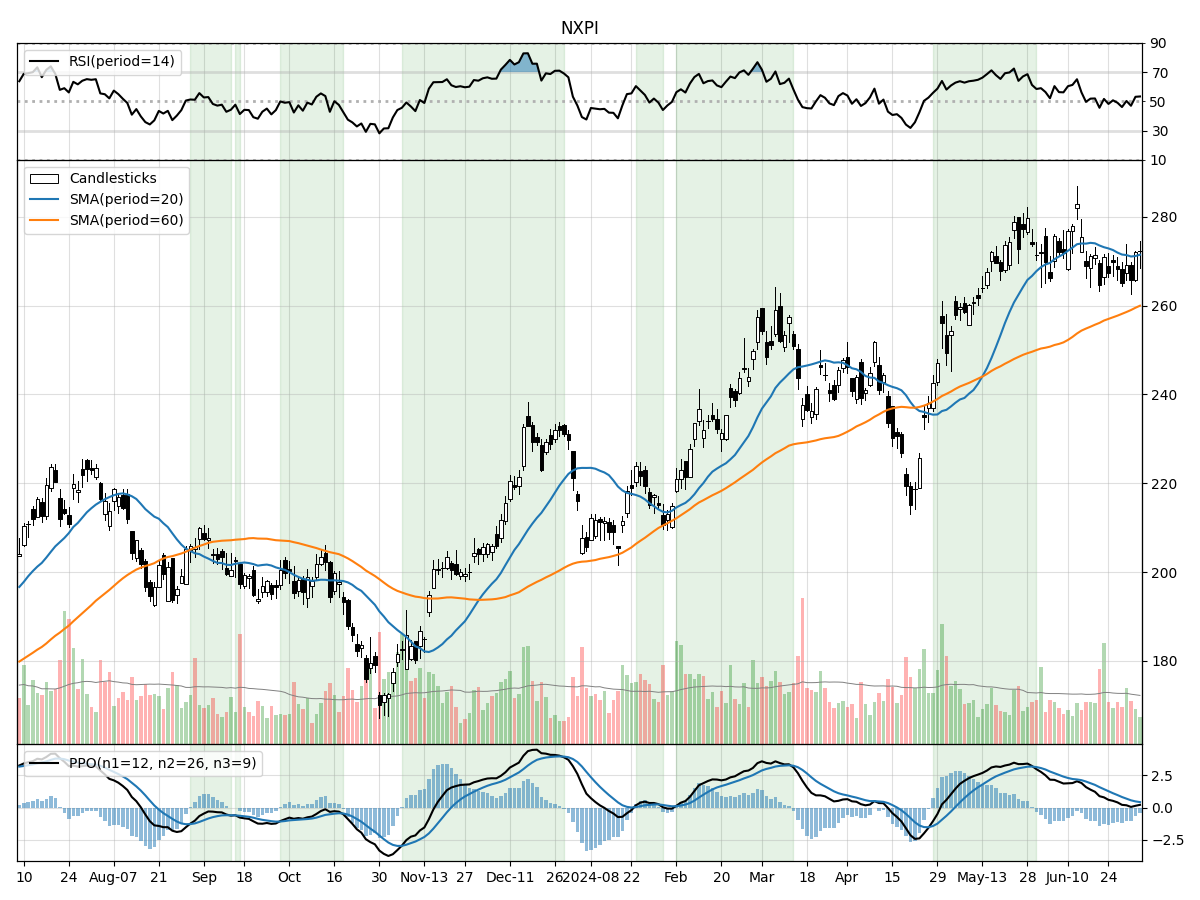 NXPI
RSI(period=14)
90
70
50
30
10
Candlesticks
SMA(period=20)
SMA(period=60)
280
260
240
220
200
180
PPO(n1=12, n2=26, n3=9)
2.5
0.0
−2.5
10 24 Aug-07 21 Sep 18 Oct 16 30 Nov-13 27 Dec-11 26 2024-08 22 Feb 20 Mar 18 Apr 15 29 May-13 28 Jun-10 24